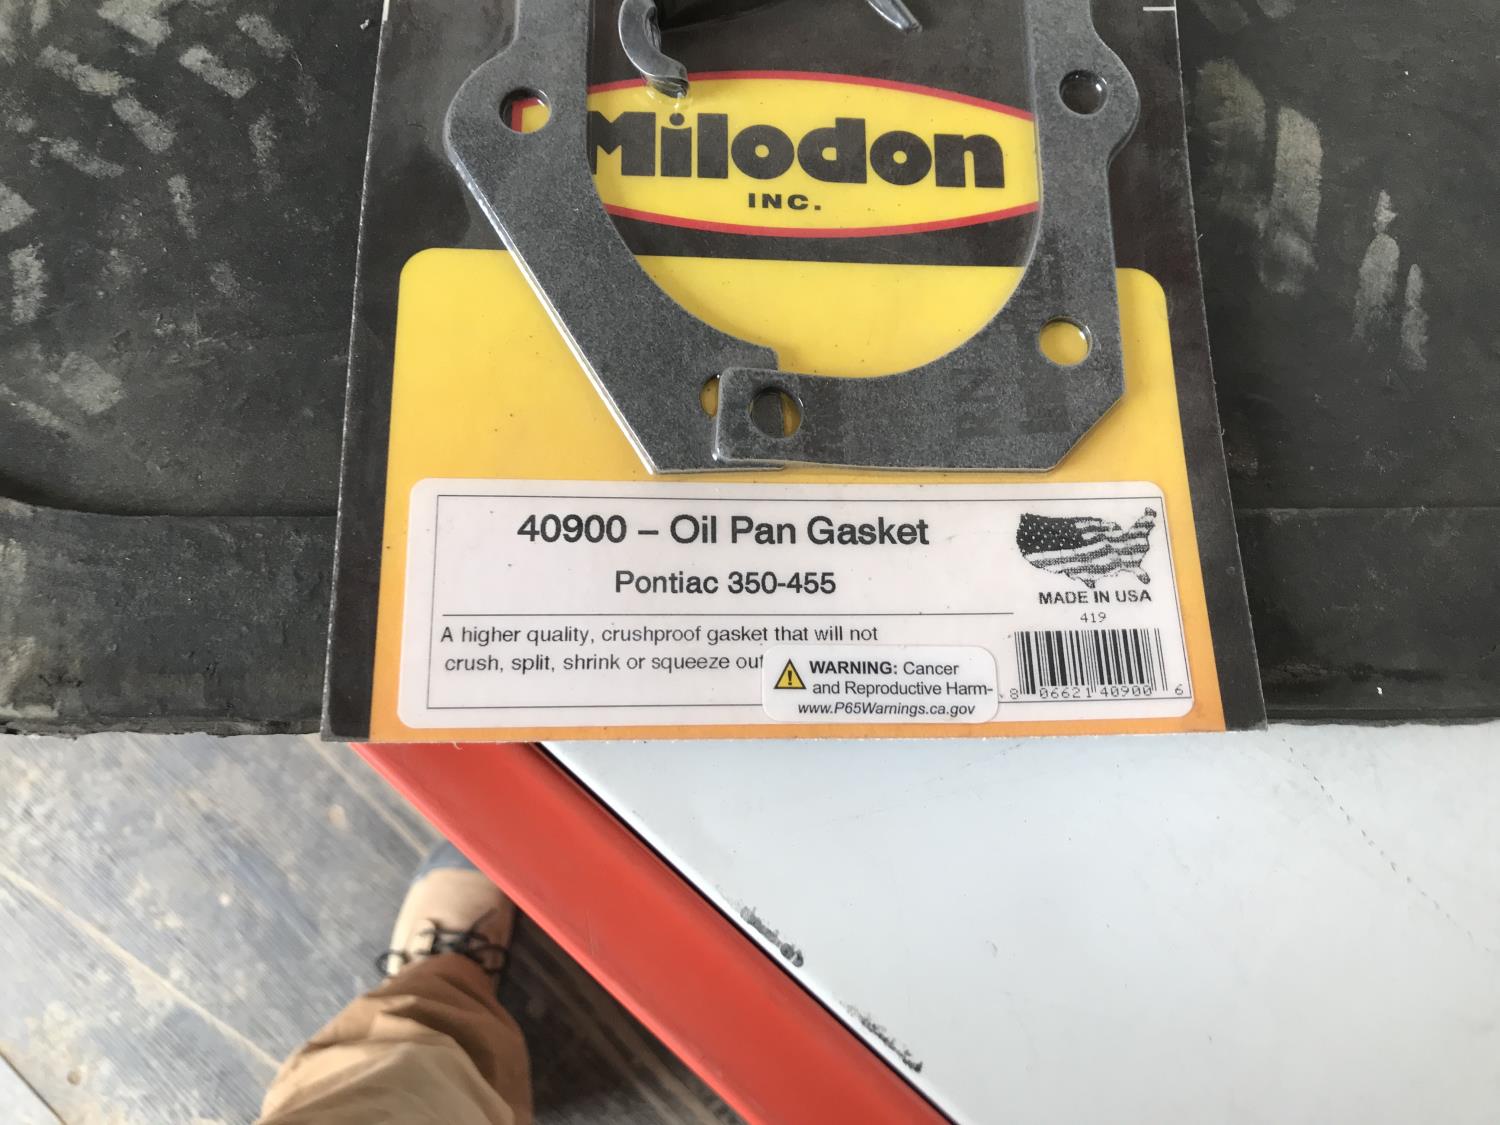 Milodon
INC.
40900 – Oil Pan Gasket
Pontiac 350-455
MADE IN USA
419
A higher quality, crushproof gasket that will not
crush, split, shrink or squeeze out
WARNING: Cancer
and Reproductive Harm-
www.P65Warnings.ca.gov
8 06621 40900 6